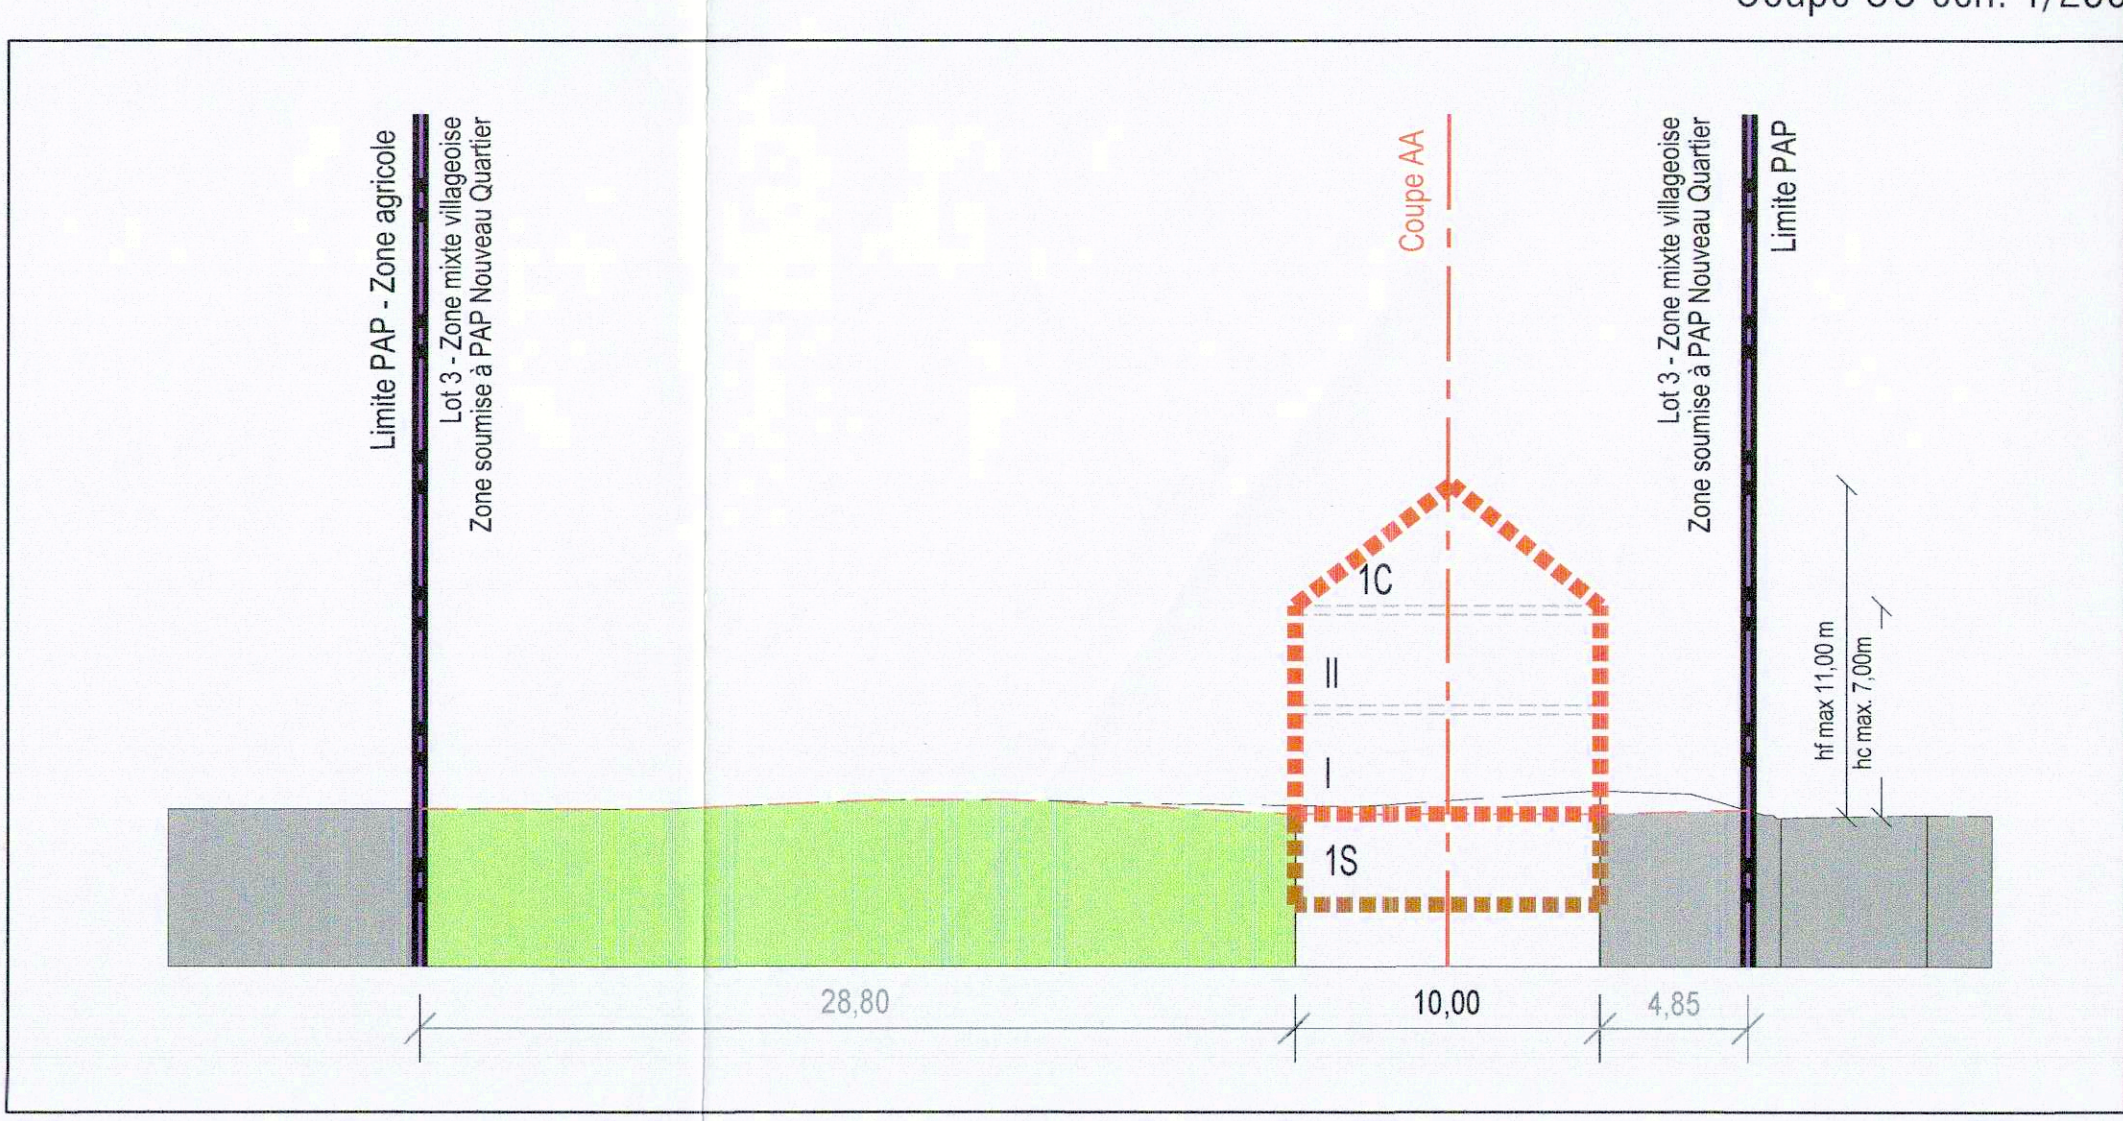 Limite PAP - Zone agricole
Lot 3 - Zone mixte villageoise
Zone soumise à PAP Nouveau Quartier
Coupe AA
Lot 3 - Zone mixte villageoise
Zone soumise à PAP Nouveau Quartier
Limite PAP
1C
II
I
1S
hf max 11,00 m
hc max. 7,00m
28,80
10,00
4,85